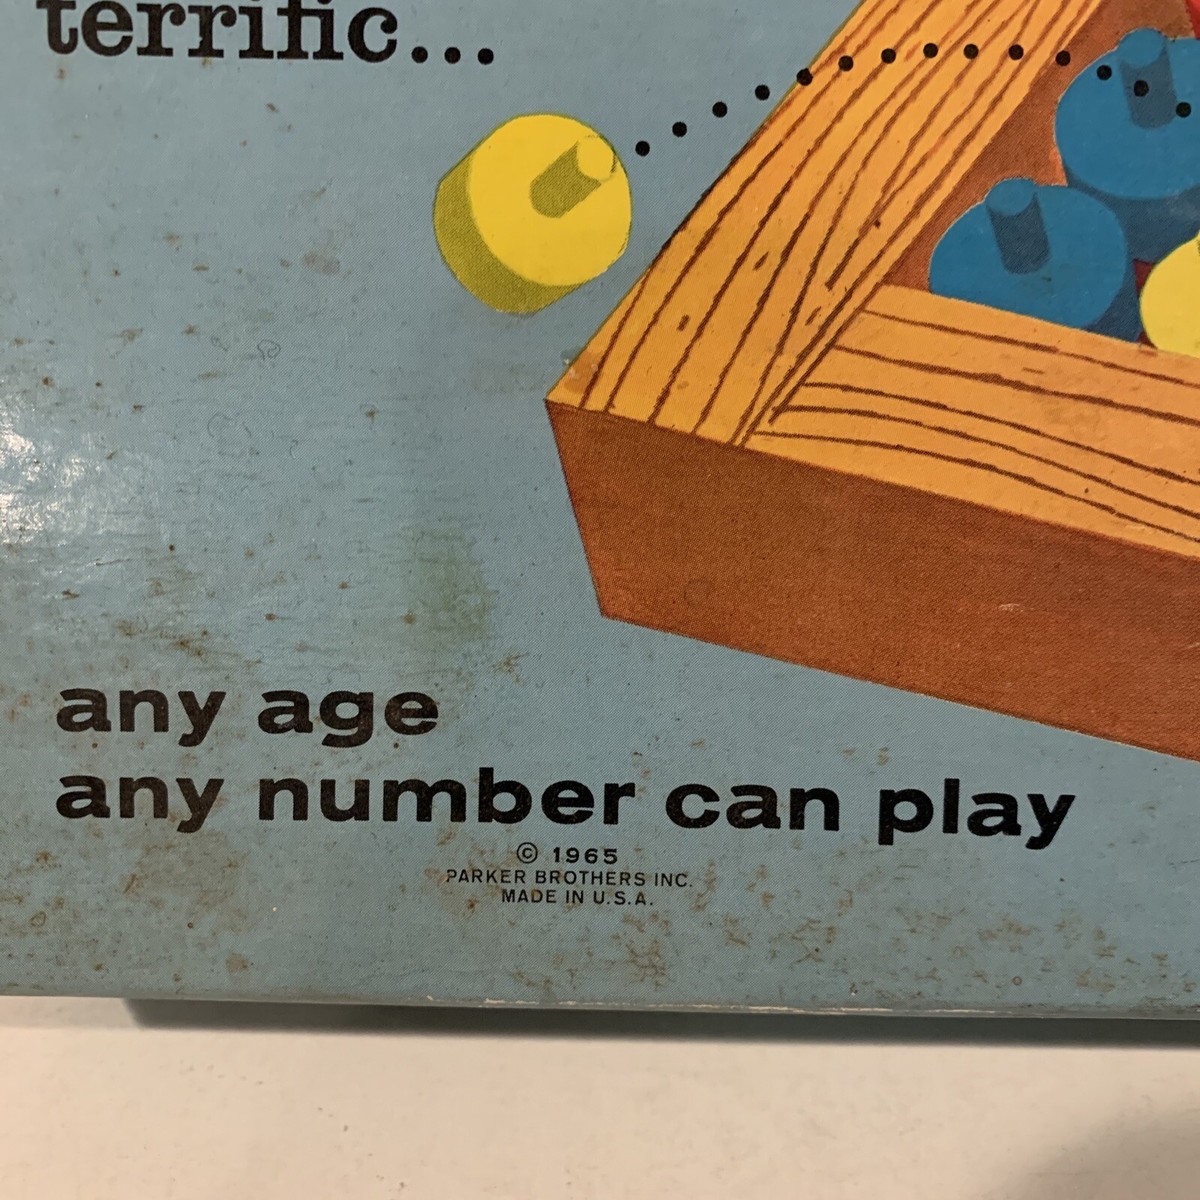 terrific...
any age
any number can play
© 1965
PARKER BROTHERS INC.
MADE IN U.S.A.